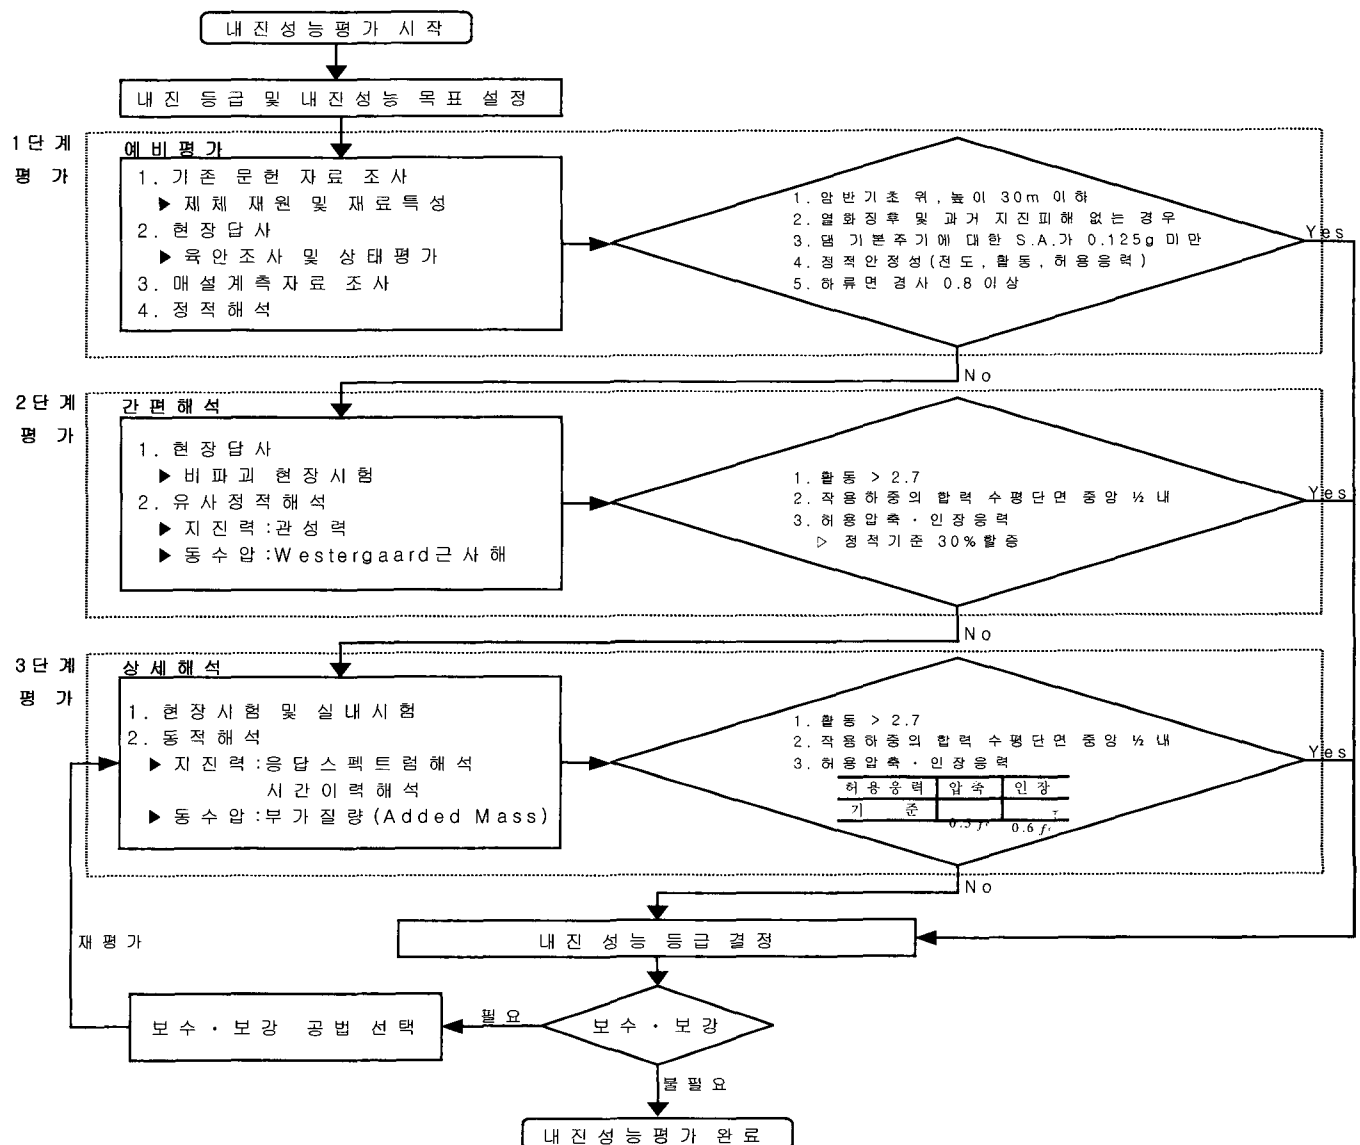 내진성능평가 시작
내진 등급 및 내진성능 목표 설정
1단계
평 가
예비평가
1. 기존 문헌 자료 조사
▶ 제체 재원 및 재료특성
2. 현장답사
▶ 육안조사 및 상태평가
3. 매설계측자료 조사
4. 정적해석
1. 암반기초 위, 높이 30m 이하
2. 열화징후 및 과거 지진피해 없는 경우
3. 댐 기본주기에 대한 S.A.가 0.125g 미만
4. 정적안정성(전도, 활동, 허용응력)
5. 하류면 경사 0.8 이상
Yes
No
2단계
평 가
간편해석
1. 현장답사
▶ 비파괴 현장시험
2. 유사정적해석
▶ 지진력:관성력
▶ 동수압:Westergaard근사해
1. 활동 > 2.7
2. 작용하중의 합력 수평단면 중앙 ½ 내
3. 허용압축·인장응력
▷ 정적기준 30%할증
Yes
No
3단계
평 가
상세해석
1. 현장시험 및 실내시험
2. 동적해석
▶ 지진력:응답스펙트럼해석
시간이력해석
▶ 동수압:부가질량(Added Mass)
1. 활동 > 2.7
2. 작용하중의 합력 수평단면 중앙 ½ 내
3. 허용압축·인장응력
허용응력 압축 인장
기 준 0.6
Yes
No
내진 성능 등급 결정
재평가
보수·보강 공법 선택
필요
보수·보강
불필요
내진성능평가 완료